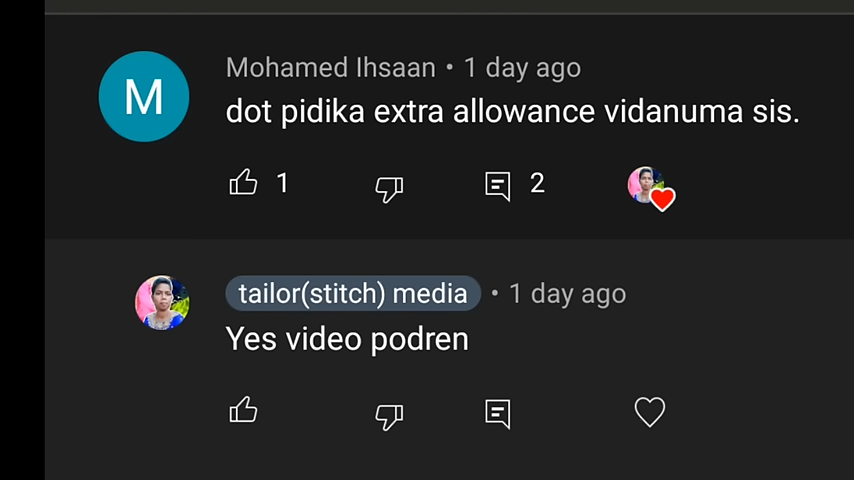 Mohamed Ihsaan • 1 day ago
M
dot pidika extra allowance vidanuma sis.
1 2
tailor(stitch) media • 1 day ago
Yes video podren